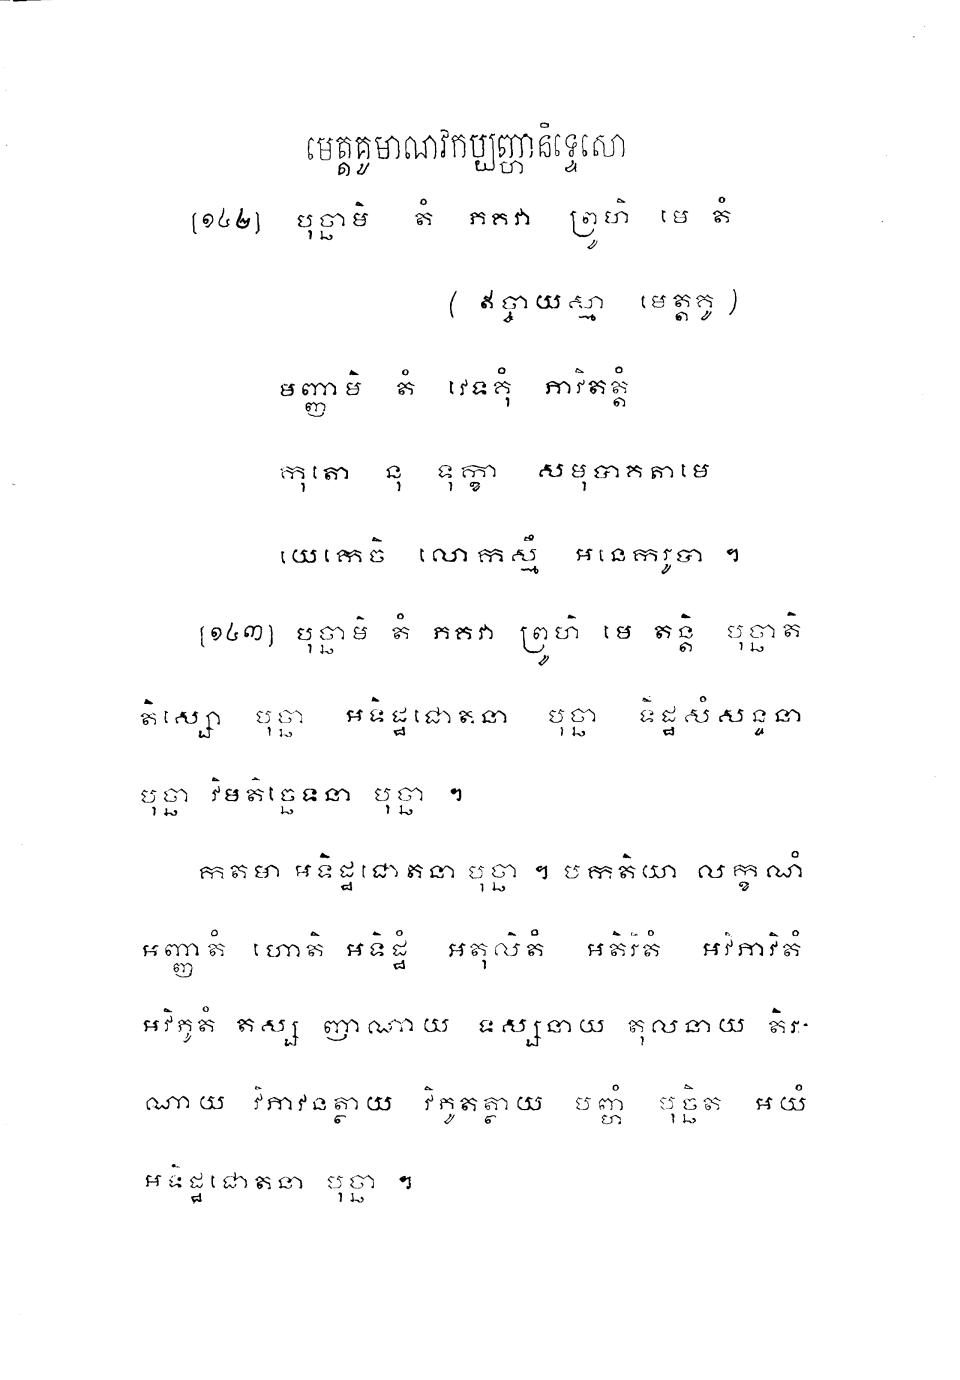 មេត្តគូមាណវកប្បញ្ហានិទ្ទេសោ
[១៤២] បុច្ឆាមិ តំ ភគវា ព្រូហិ មេ តំ
( ឥច្ចាយស្មា មេត្តគូ )
មញ្ញាមិ តំ វេទគុំ ភាវិតត្តំ
កុតោ នុ ទុក្ខា សមុទាគតាមេ
យេកេចិ លោកស្មឹ អនេករូបា ។
[១៤៣] បុច្ឆាមិ តំ ភគវា ព្រូហិ មេ តន្តិ បុច្ឆាតិ
តិស្សោ បុច្ឆា អទិដ្ឋជោតនា បុច្ឆា ទិដ្ឋសំសន្ទនា
បុច្ឆា វិមតិច្ឆេទនា បុច្ឆា ។
កតមា អទិដ្ឋជោតនា បុច្ឆា ។ បកតិយា លក្ខណំ
អញ្ញាតំ ហោតិ អទិដ្ឋំ អតុលិតំ អតិរិតំ អវិភាវិតំ
អវិភូតំ តស្ស ញាណាយ ទស្សនាយ តុលនាយ តិរ-
ណាយ វិភាវនត្ថាយ វិភូតត្ថាយ បញ្ហំ បុច្ឆិត អយំ
អទិដ្ឋជោតនា បុច្ឆា ។